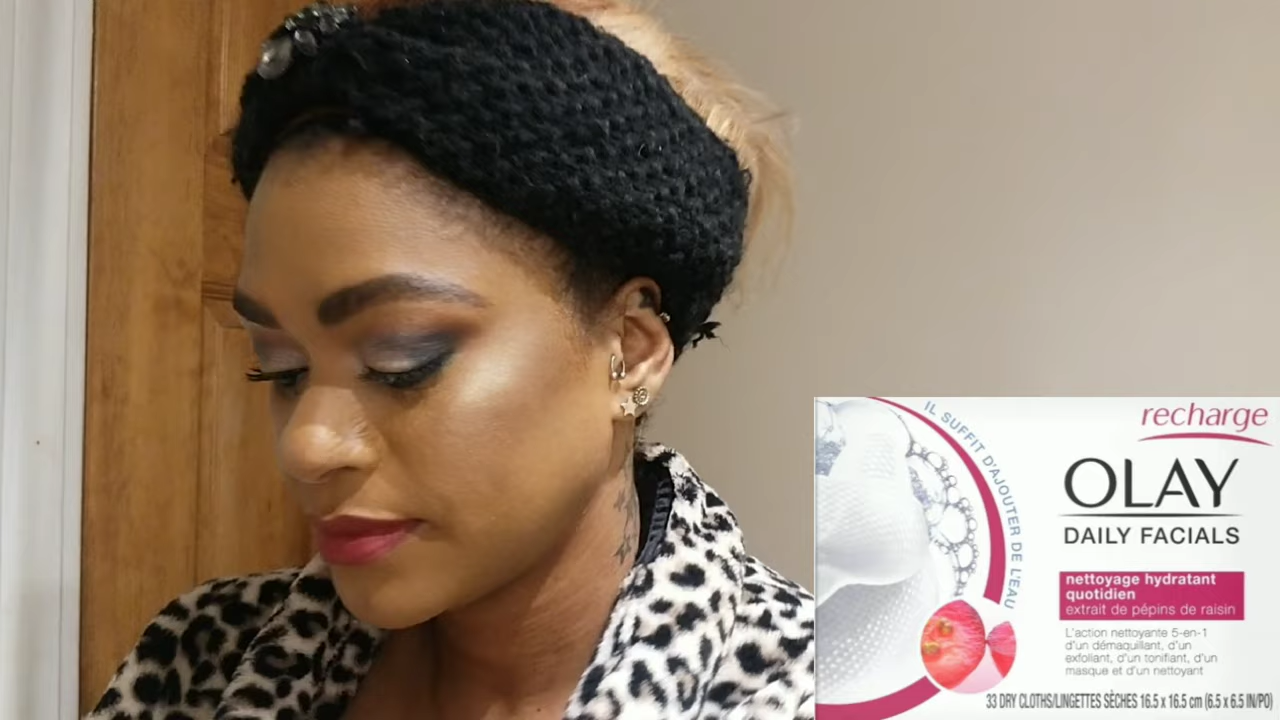 IL SUFFIT D'AJOUTER DE L'EAU
recharge
OLAY
DAILY FACIALS
nettoyage hydratant
quotidien
extrait de pépins de raisin
L'action nettoyante 5-en-1
d'un démaquillant, d'un
exfoliant, d'un tonifiant, d'un
masque et d'un nettoyant
33 DRY CLOTHS/LINGETTES SÈCHES 16.5 x 16.5 cm (6.5 x 6.5 IN/PO)